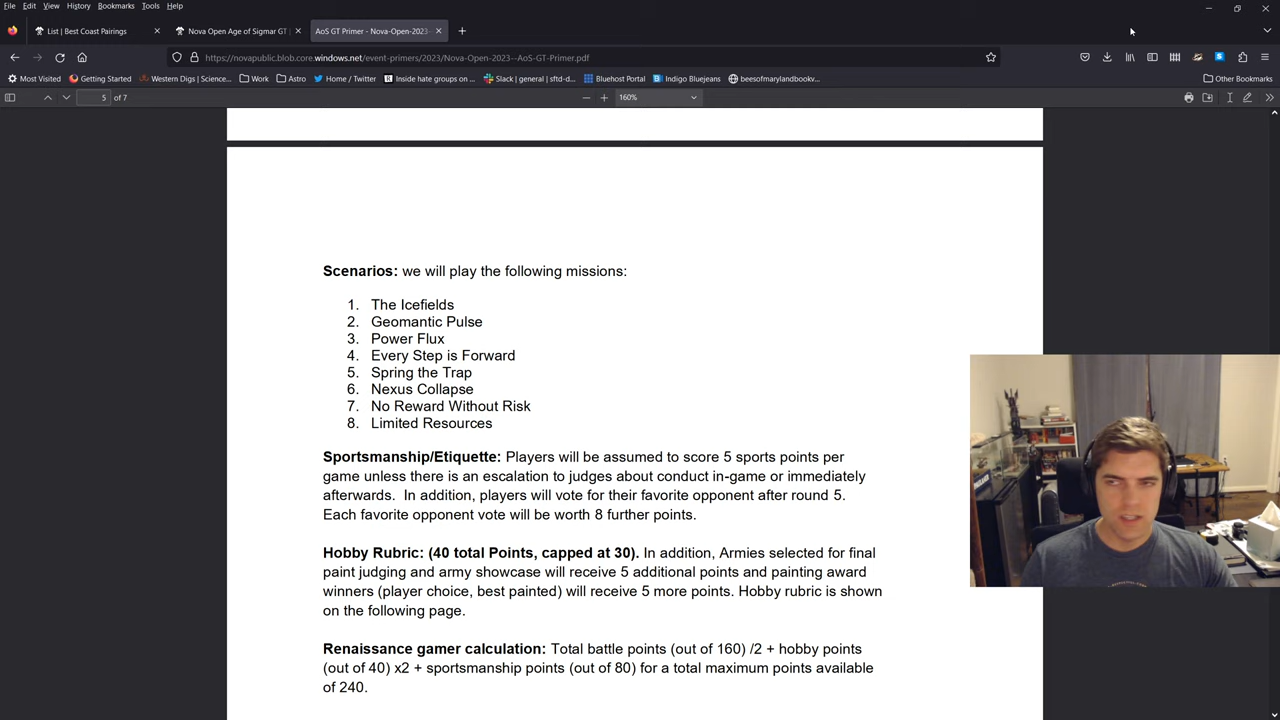 File Edit View History Bookmarks Tools Help
List | Best Coast Pairings
Nova Open Age of Sigmar GT
AoS GT Primer - Nova-Open-2023-
https://novapublic.blob.core.windows.net/event-primers/2023/Nova-Open-2023--AoS-GT-Primer.pdf
Most Visited Getting Started Western Digs | Science... Work Astro Home / Twitter Inside hate groups on ... Slack | general | sftd-d... Bluehost Portal Indigo Bluejeans beesofmarylandbookv... Other Bookmarks
5 of 7 160%
Scenarios: we will play the following missions:
1. The Icefields
2. Geomantic Pulse
3. Power Flux
4. Every Step is Forward
5. Spring the Trap
6. Nexus Collapse
7. No Reward Without Risk
8. Limited Resources
Sportsmanship/Etiquette: Players will be assumed to score 5 sports points per
game unless there is an escalation to judges about conduct in-game or immediately
afterwards. In addition, players will vote for their favorite opponent after round 5.
Each favorite opponent vote will be worth 8 further points.
Hobby Rubric: (40 total Points, capped at 30). In addition, Armies selected for final
paint judging and army showcase will receive 5 additional points and painting award
winners (player choice, best painted) will receive 5 more points. Hobby rubric is shown
on the following page.
Renaissance gamer calculation: Total battle points (out of 160) /2 + hobby points
(out of 40) x2 + sportsmanship points (out of 80) for a total maximum points available
of 240.